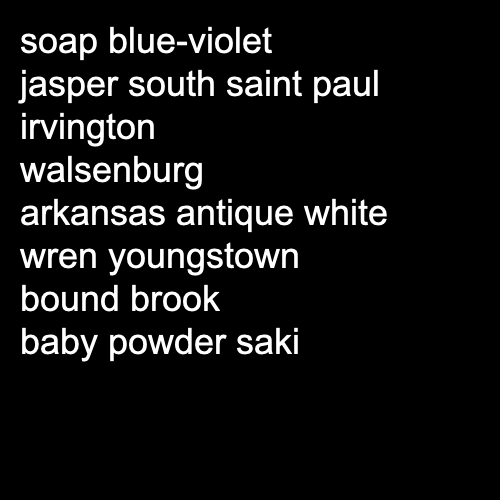 soap blue-violet
jasper south saint paul
irvington
walsenburg
arkansas antique white
wren youngstown
bound brook
baby powder saki